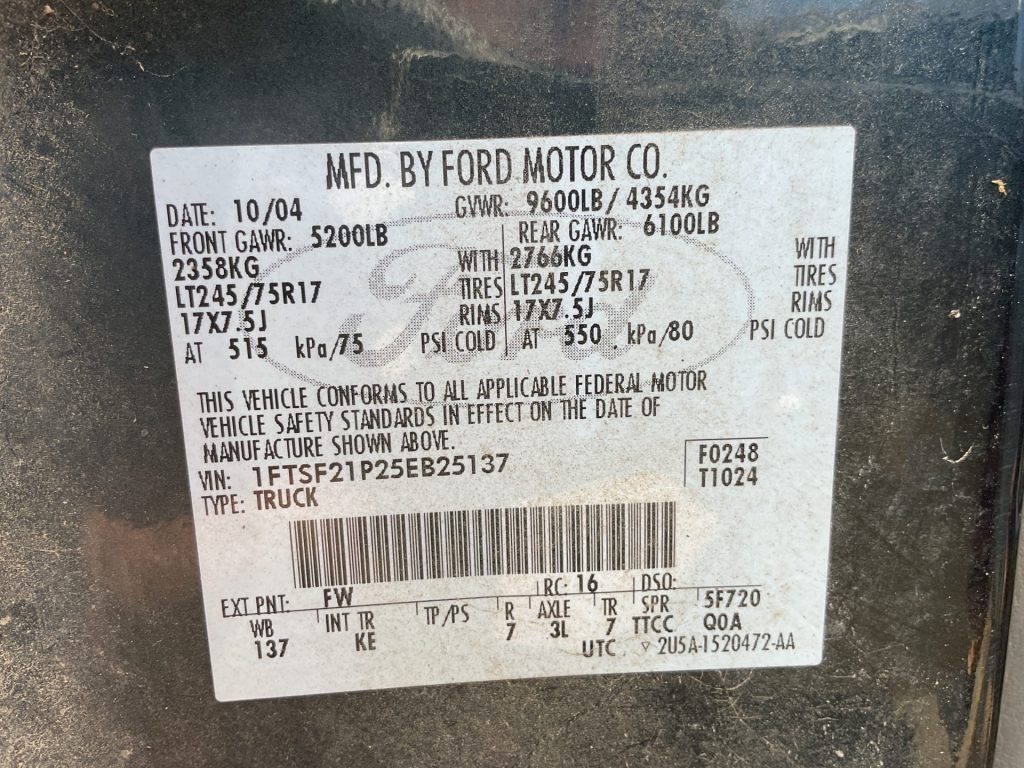 MFD. BY FORD MOTOR CO.
DATE: 10/04 GVWR: 9600LB/ 4354KG
FRONT GAWR: 5200LB REAR GAWR: 6100LB
2358KG WITH 2766KG WITH
LT245/75R17 TIRES LT245/75R17 TIRES
17X7.5J RIMS 17X7.5J RIMS
AT 515 kPa/75 PSI COLD AT 550 kPa/80 PSI COLD
Ford
THIS VEHICLE CONFORMS TO ALL APPLICABLE FEDERAL MOTOR
VEHICLE SAFETY STANDARDS IN EFFECT ON THE DATE OF
MANUFACTURE SHOWN ABOVE.
VIN: 1FTSF21P25EB25137 F0248
TYPE: TRUCK T1024
EXT PNT: FW RC: 16 DSO:
WB INT TR TP/PS R AXLE TR SPR 5F720
137 KE 7 3L 7 TTCC Q0A
UTC ▽ 2U5A-1520472-AA